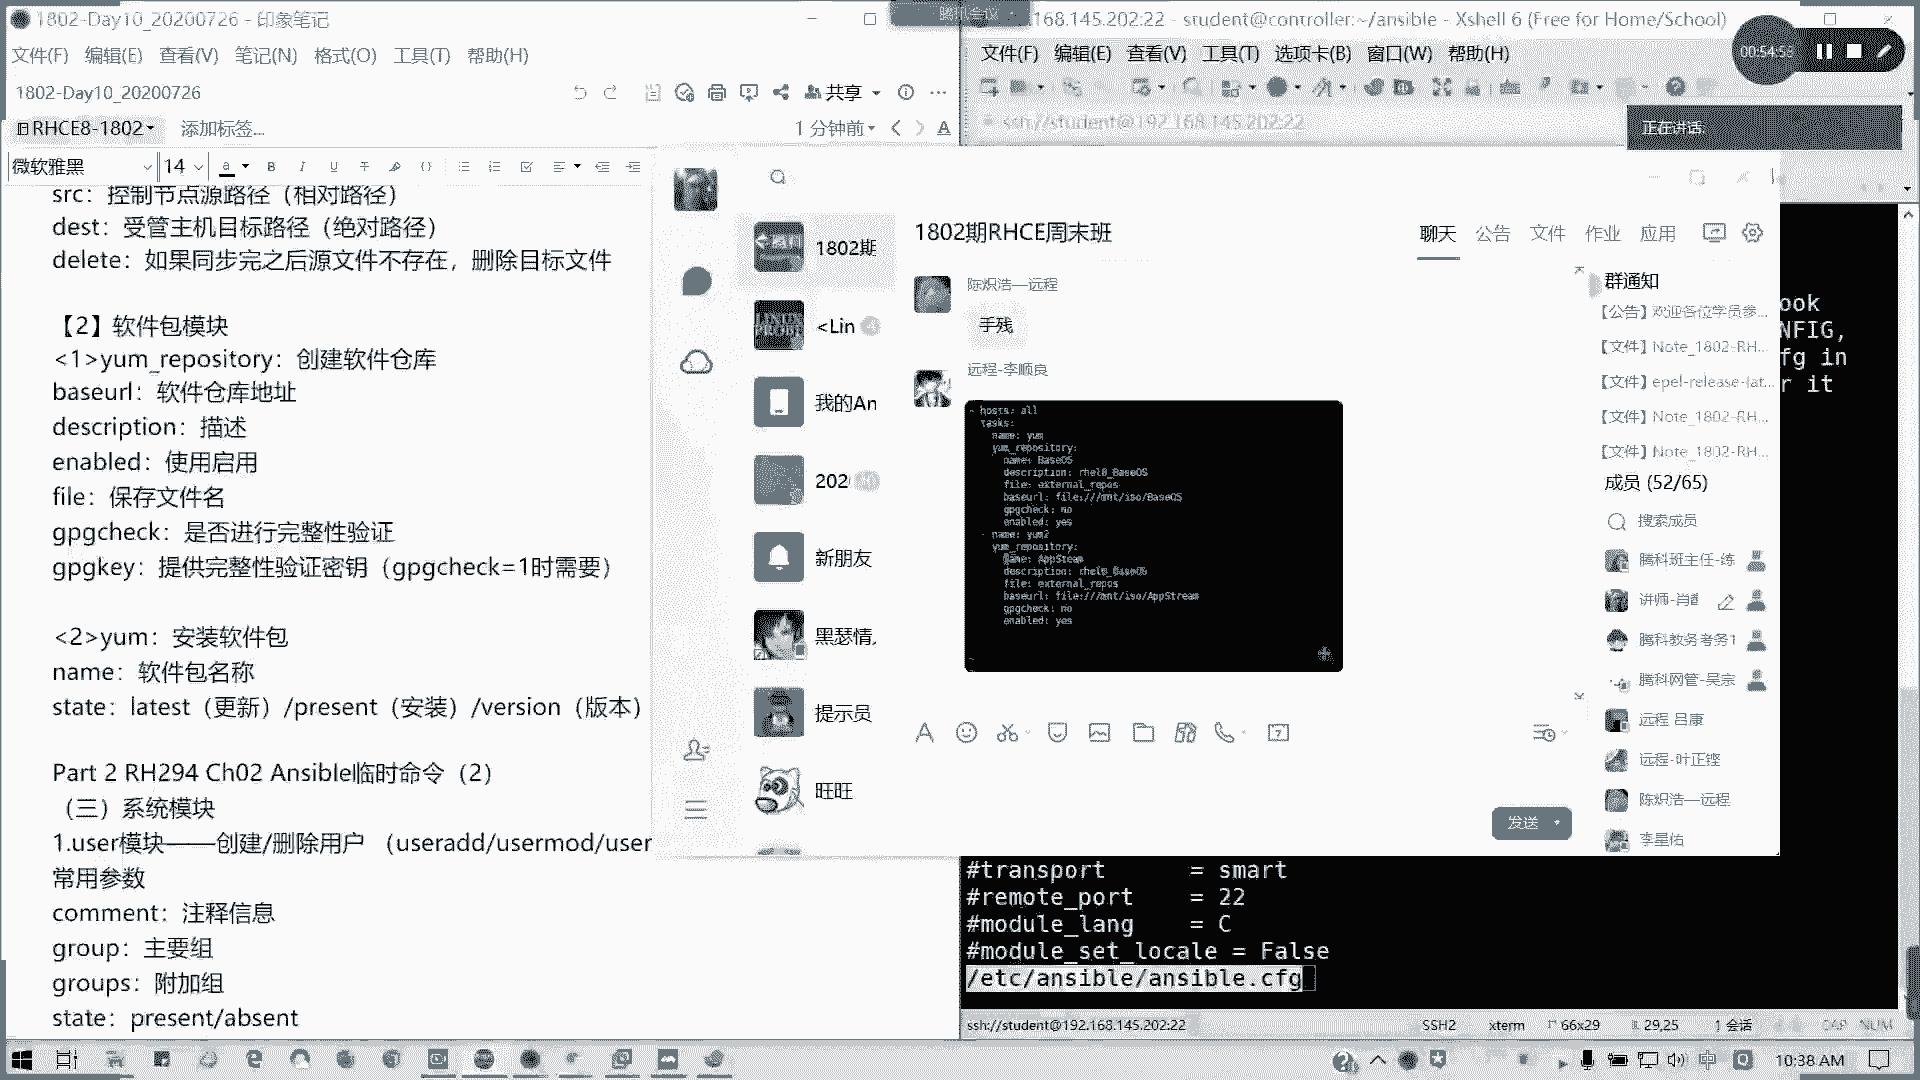 1802-Day10_20200726 - 印象笔记
文件(F) 编辑(E) 查看(V) 笔记(N) 格式(O) 工具(T) 帮助(H)
1802-Day10_20200726
共享
RHCE8-1802
添加标签...
1 分钟前
微软雅黑
14
src：控制节点源路径（相对路径）
dest：受管主机目标路径（绝对路径）
delete：如果同步完之后源文件不存在，删除目标文件
【2】软件包模块
<1>yum_repository：创建软件仓库
baseurl：软件仓库地址
description：描述
enabled：使用启用
file：保存文件名
gpgcheck：是否进行完整性验证
gpgkey：提供完整性验证密钥（gpgcheck=1时需要）
<2>yum：安装软件包
name：软件包名称
state：latest（更新）/present（安装）/version（版本）
Part 2 RH294 Ch02 Ansible临时命令（2）
（三）系统模块
1.user模块——创建/删除用户 （useradd/usermod/user
常用参数
comment：注释信息
group：主要组
groups：附加组
state：present/absent
腾讯会议
.168.145.202:22 - student@controller:~/ansible - Xshell 6 (Free for Home/School)
文件(F) 编辑(E) 查看(V) 工具(T) 选项卡(B) 窗口(W) 帮助(H)
ssh://student@192.168.145.202:22
正在讲话:
1802期
<Lin
我的An
202
新朋友
黑瑟情
提示员
旺旺
1802期RHCE周末班
聊天 公告 文件 作业 应用
陈炽浩—远程
手残
远程-李顺良
- hosts: all
tasks:
name: yum
yum_repository:
name: BaseOS
description: rhel8_BaseOS
file: external_repos
baseurl: file:///mnt/iso/BaseOS
gpgcheck: no
enabled: yes
- name: yum2
yum_repository:
name: AppStream
description: rhel8_BaseOS
file: external_repos
baseurl: file:///mnt/iso/AppStream
gpgcheck: no
enabled: yes
发送
群通知
【公告】欢迎各位学员参...
【文件】Note_1802-RH...
【文件】epel-release-lat...
【文件】Note_1802-RH...
【文件】Note_1802-RH...
成员 (52/65)
搜索成员
腾科班主任-练
腾科教务考务1
腾科网管-吴宗
远程 吕康
远程-叶正铿
陈炽浩—远程
李星佑
ook
NFIG,
fg in
r it
#transport = smart
#remote_port = 22
#module_lang = C
#module_set_locale = False
/etc/ansible/ansible.cfg
ssh://student@192.168.145.202:22
SSH2
xterm
66x29
29,25
1 会话
CAP NUM
中
10:38 AM